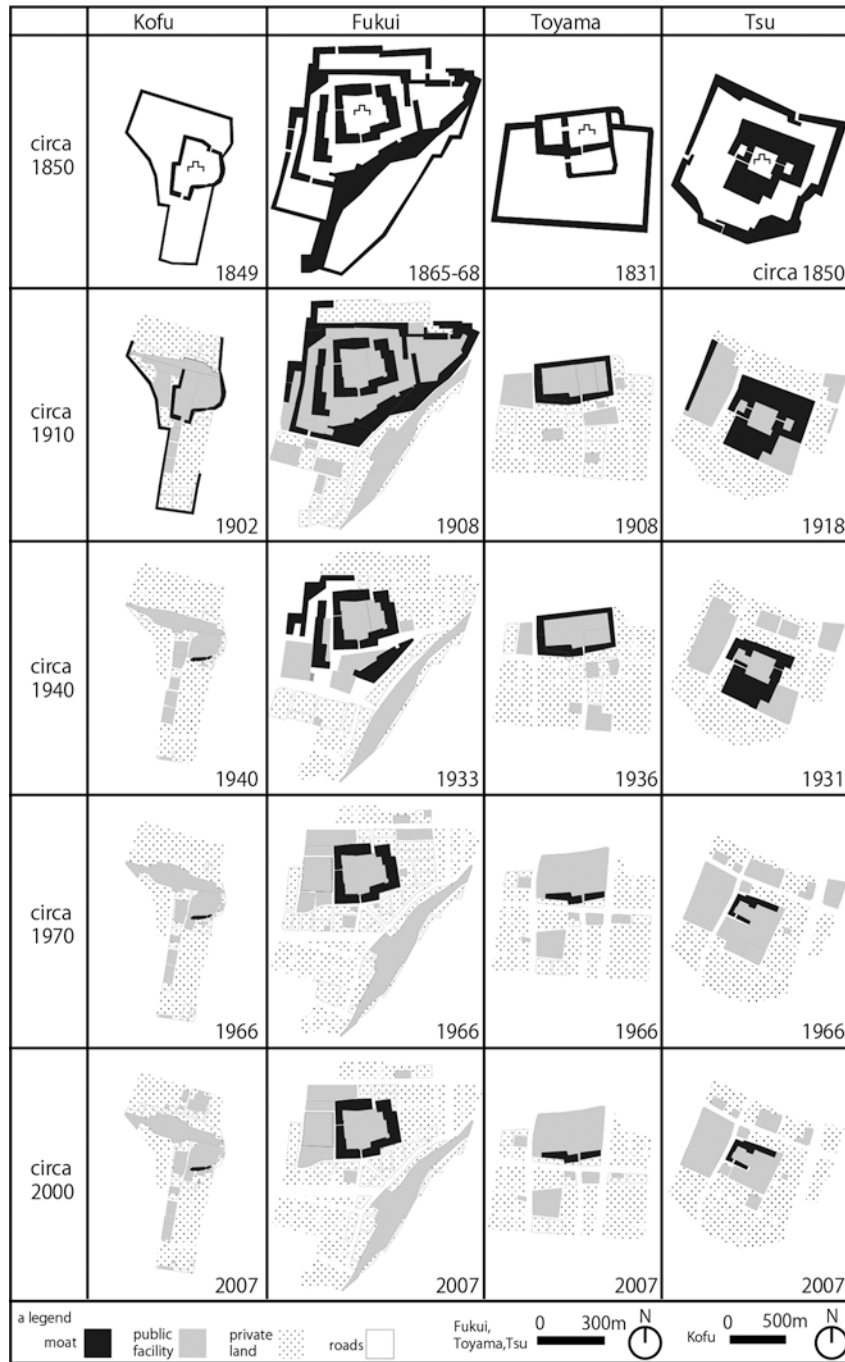 Kofu Fukui Toyama Tsu
circa
1850
1849 1865-68 1831 circa 1850
circa
1910
1902 1908 1908 1918
circa
1940
1940 1933 1936 1931
circa
1970
1966 1966 1966 1966
circa
2000
2007 2007 2007 2007
a legend
moat public facility private land roads
Fukui, Toyama,Tsu 0 300m N
Kofu 0 500m N